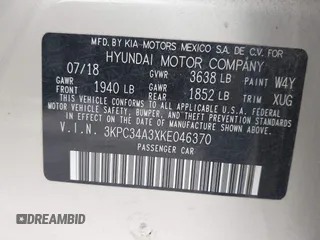 MFD. BY KIA MOTORS MEXICO S.A. DE C.V. FOR
HYUNDAI MOTOR COMPANY
07/18 GVWR 3638 LB PAINT W4Y
GAWR FRONT 1940 LB GAWR REAR 1852 LB TRIM XUG
THIS VEHICLE CONFORMS TO ALL APPLICABLE U.S.A. FEDERAL
MOTOR VEHICLE SAFETY, BUMPER, AND THEFT PREVENTION
STANDARDS IN EFFECT ON THE DATE OF MANUFACTURE
SHOWN ABOVE.
V.I.N. 3KPC34A3XKE046370
PASSENGER CAR
DREAMBID.COM